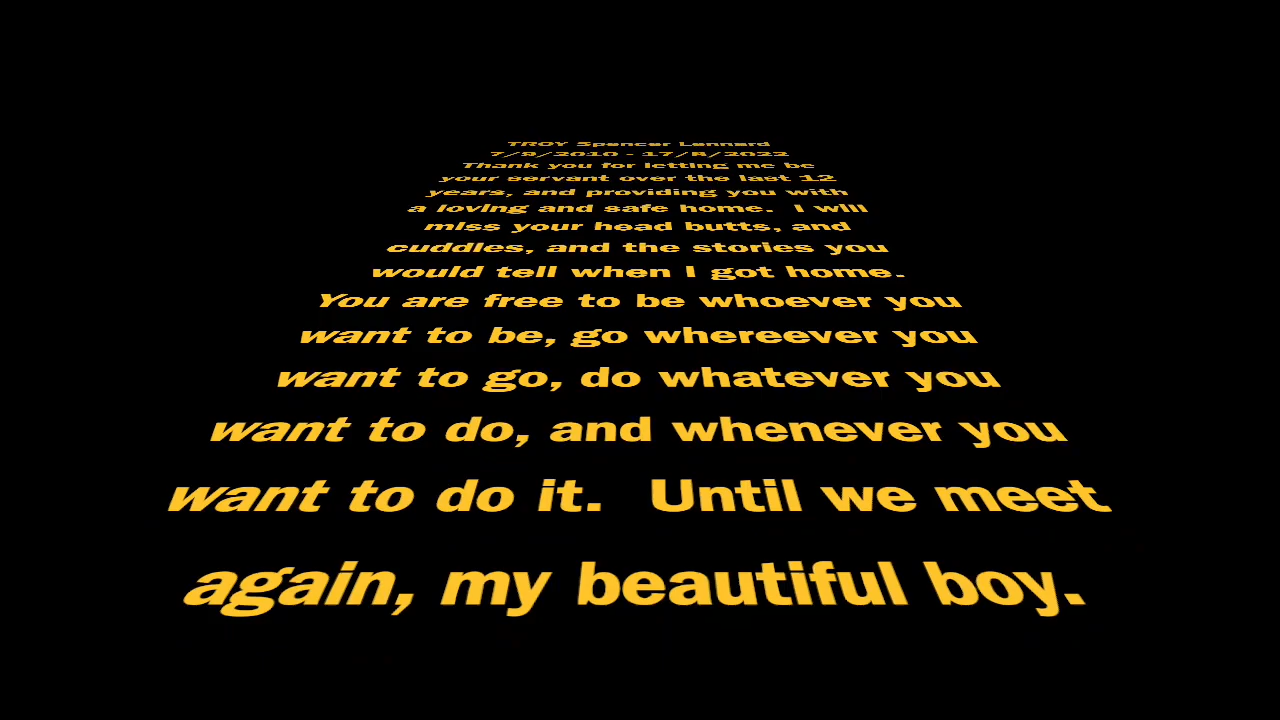 TROY Spencer Lennard
7/8/2010 - 17/8/2022
Thank you for letting me be
your servant over the last 12
years, and providing you with
a loving and safe home.  I will
miss your head butts, and
cuddles, and the stories you
would tell when I got home.
You are free to be whoever you
want to be, go whereever you
want to go, do whatever you
want to do, and whenever you
want to do it.  Until we meet
again, my beautiful boy.